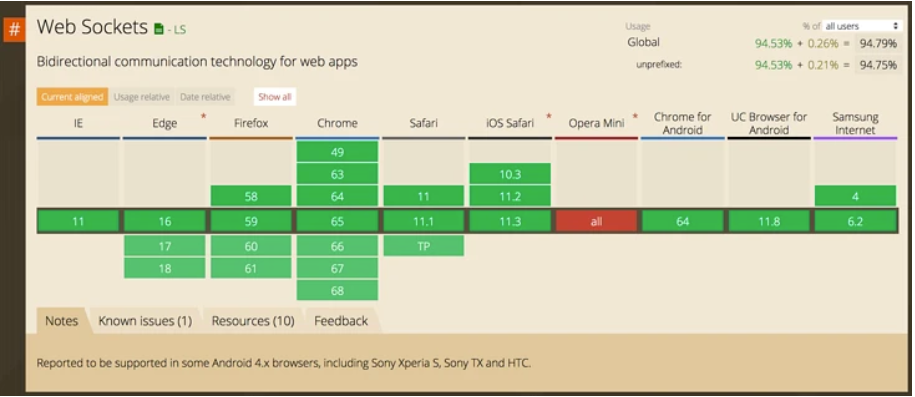 #
Web Sockets - LS
Usage % of all users
Global 94.53% + 0.26% = 94.79%
unprefixed: 94.53% + 0.21% = 94.75%
Bidirectional communication technology for web apps
Current aligned Usage relative Date relative Show all
IE Edge * Firefox Chrome Safari iOS Safari * Opera Mini * Chrome for Android UC Browser for Android Samsung Internet
49
63 10.3
58 64 11 11.2 4
11 16 59 65 11.1 11.3 all 64 11.8 6.2
17 60 66 TP
18 61 67
68
Notes Known issues (1) Resources (10) Feedback
Reported to be supported in some Android 4.x browsers, including Sony Xperia S, Sony TX and HTC.